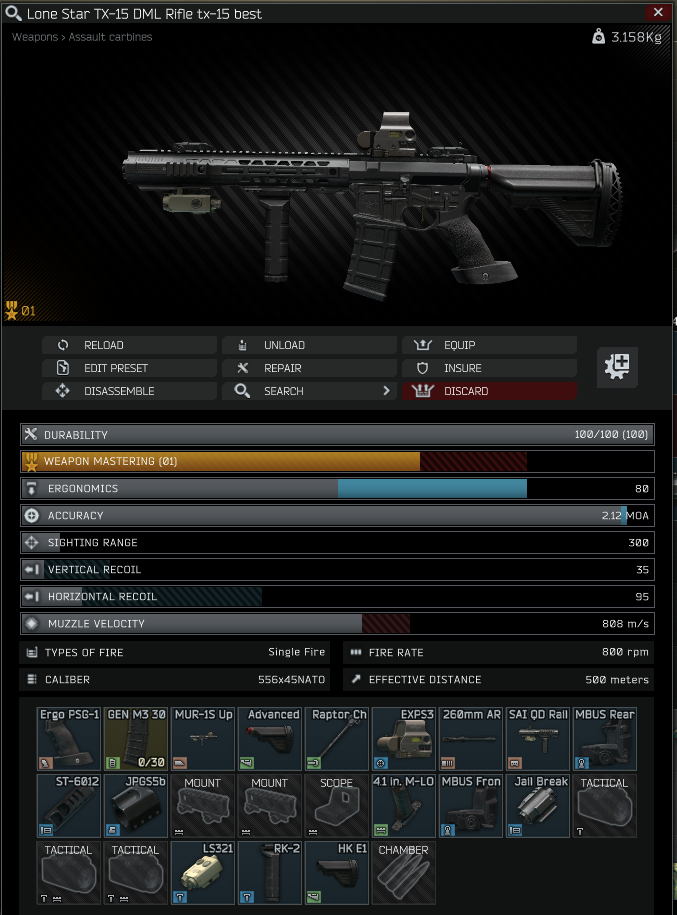 Lone Star TX-15 DML Rifle tx-15 best
Weapons > Assault carbines
3.158Kg
01
RELOAD
UNLOAD
EQUIP
EDIT PRESET
REPAIR
INSURE
DISASSEMBLE
SEARCH
DISCARD
DURABILITY 100/100 (100)
WEAPON MASTERING (01)
ERGONOMICS 80
ACCURACY 2.12 MOA
SIGHTING RANGE 300
VERTICAL RECOIL 35
HORIZONTAL RECOIL 95
MUZZLE VELOCITY 808 m/s
TYPES OF FIRE Single Fire
FIRE RATE 800 rpm
CALIBER 556x45NATO
EFFECTIVE DISTANCE 500 meters
Ergo PSG-1
GEN M3 30
0/30
MUR-1S Up
Advanced
Raptor Ch
EXPS3
260mm AR
SAI QD Rail
MBUS Rear
ST-6012
JPGS5b
MOUNT
MOUNT
SCOPE
4.1 in. M-LO
MBUS Fron
Jail Break
TACTICAL
TACTICAL
TACTICAL
LS321
RK-2
HK E1
CHAMBER